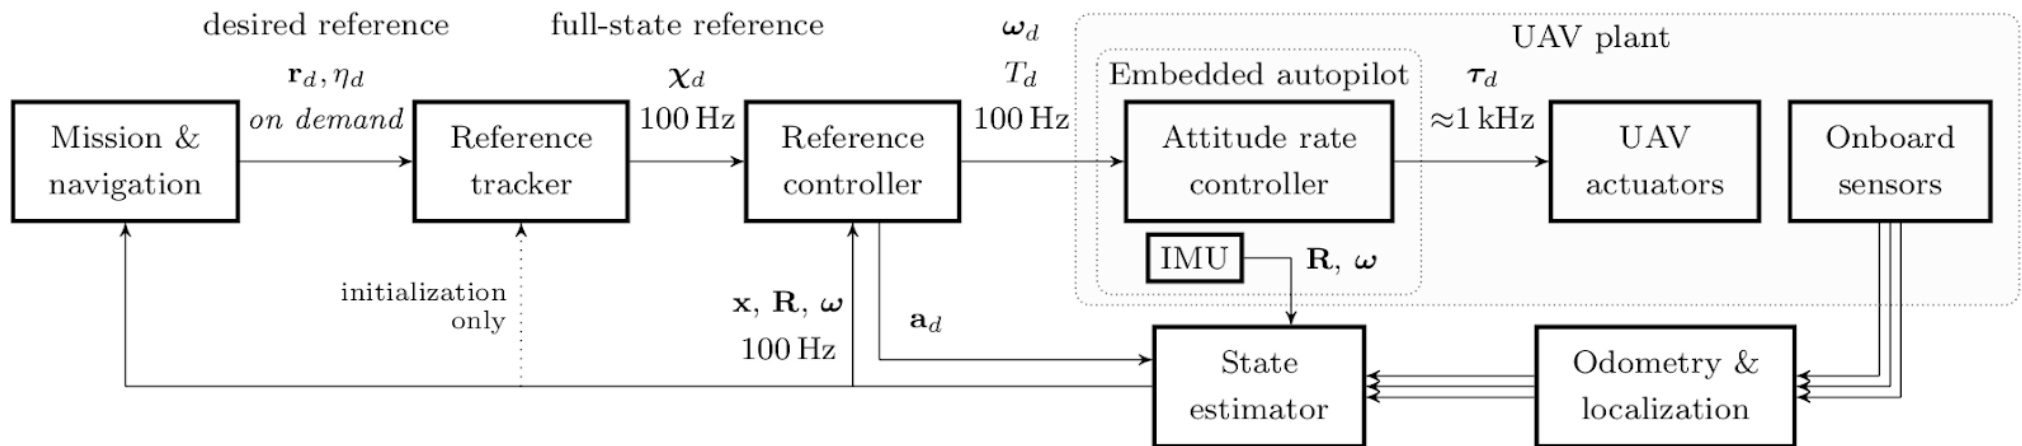 desired reference
full-state reference
𝝎_d
UAV plant
r_d, η_d
χ_d
T_d
Embedded autopilot
τ_d
on demand
100 Hz
100 Hz
≈1 kHz
Mission &
navigation
Reference
tracker
Reference
controller
Attitude rate
controller
UAV
actuators
Onboard
sensors
IMU
R, ω
initialization
only
x, R, ω
100 Hz
a_d
State
estimator
Odometry &
localization